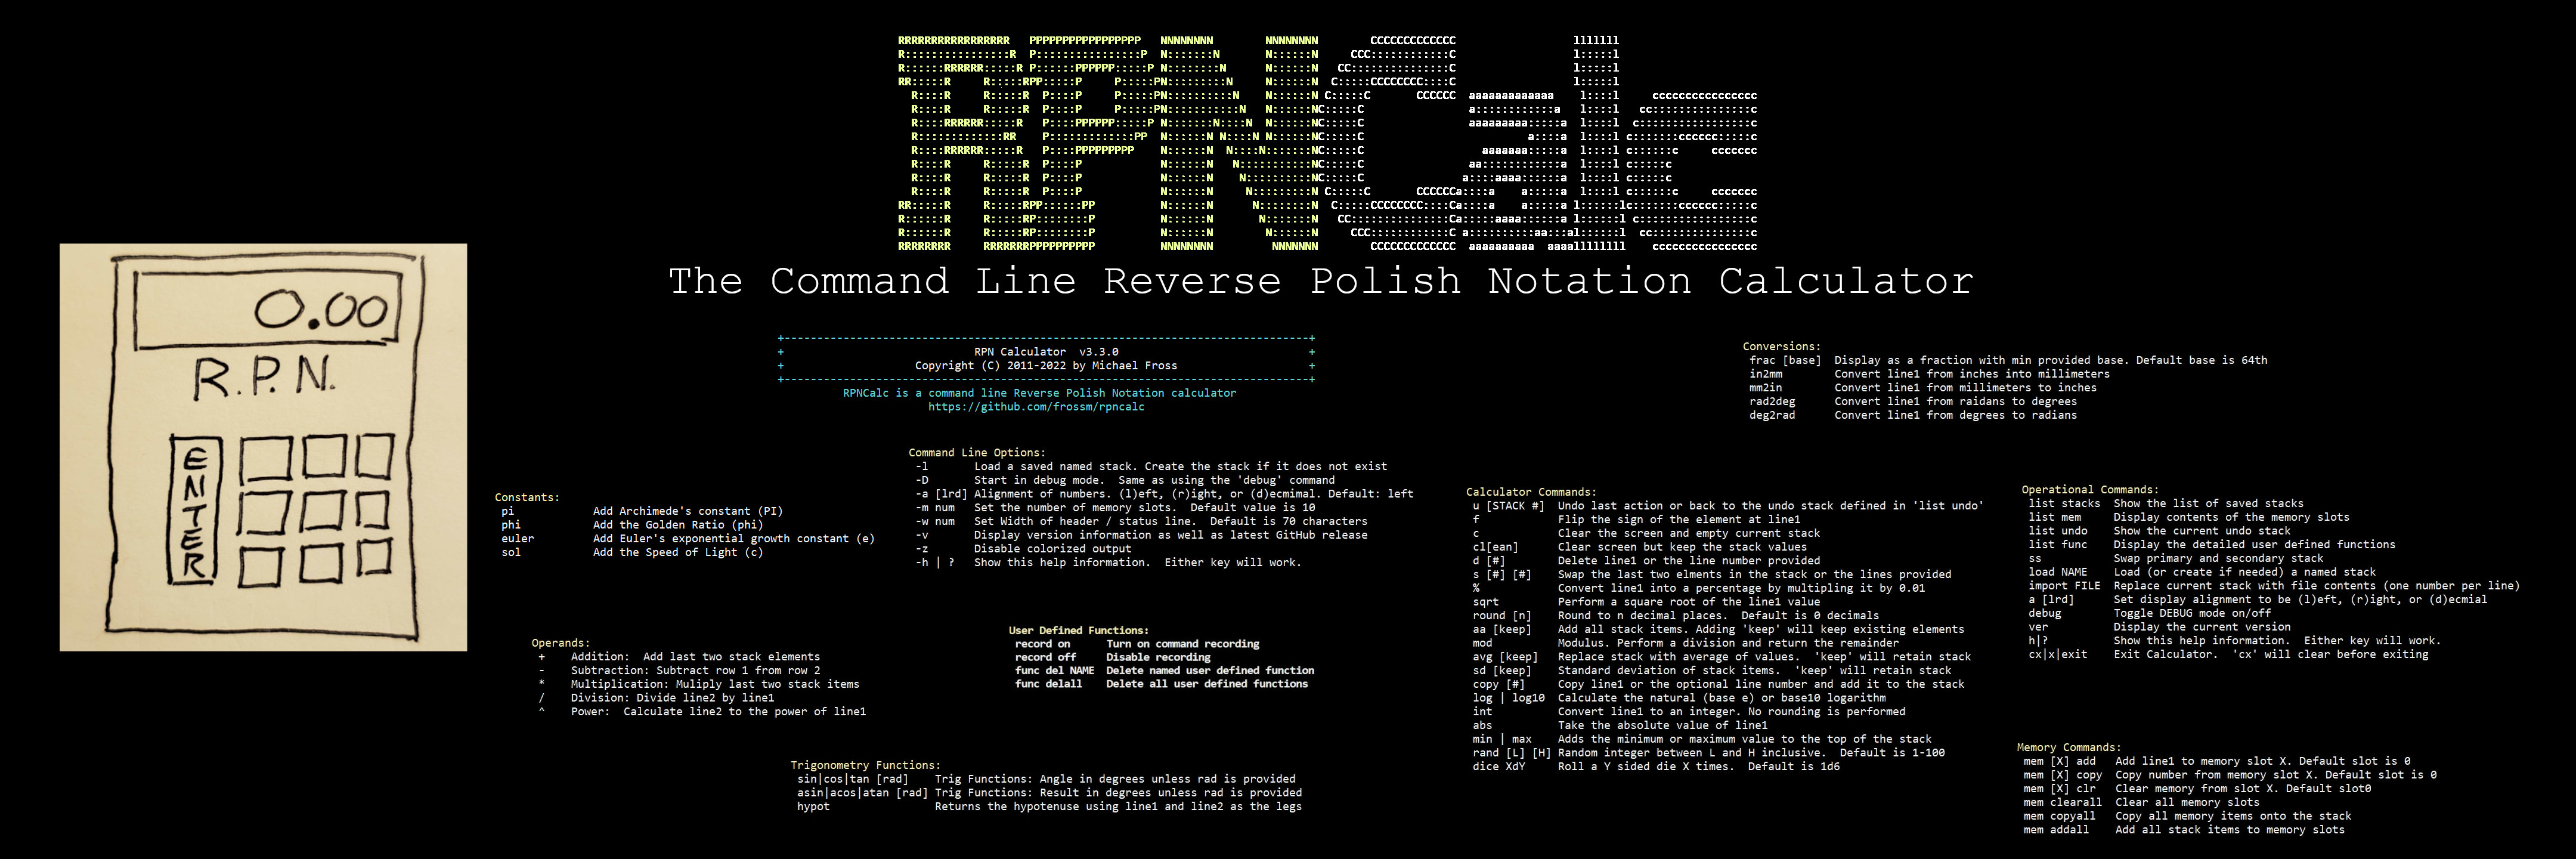 RPNCalc
The Command Line Reverse Polish Notation Calculator
0.00
R.P.N.
ENTER
+--------------------------------------------------------------------------------+
+ RPN Calculator  v3.3.0 +
+ Copyright (C) 2011-2022 by Michael Fross +
+--------------------------------------------------------------------------------+
RPNCalc is a command line Reverse Polish Notation calculator
https://github.com/frossm/rpncalc
Constants:
pi Add Archimede's constant (PI)
phi Add the Golden Ratio (phi)
euler Add Euler's exponential growth constant (e)
sol Add the Speed of Light (c)
Operands:
+ Addition:  Add last two stack elements
- Subtraction: Subtract row 1 from row 2
* Multiplication: Muliply last two stack items
/ Division: Divide line2 by line1
^ Power:  Calculate line2 to the power of line1
Command Line Options:
-l Load a saved named stack. Create the stack if it does not exist
-D Start in debug mode.  Same as using the 'debug' command
-a [lrd] Alignment of numbers. (l)eft, (r)ight, or (d)ecmimal. Default: left
-m num Set the number of memory slots.  Default value is 10
-w num Set Width of header / status line.  Default is 70 characters
-v Display version information as well as latest GitHub release
-z Disable colorized output
-h | ? Show this help information.  Either key will work.
User Defined Functions:
record on Turn on command recording
record off Disable recording
func del NAME Delete named user defined function
func delall Delete all user defined functions
Trigonometry Functions:
sin|cos|tan [rad] Trig Functions: Angle in degrees unless rad is provided
asin|acos|atan [rad] Trig Functions: Result in degrees unless rad is provided
hypot Returns the hypotenuse using line1 and line2 as the legs
Conversions:
frac [base] Display as a fraction with min provided base. Default base is 64th
in2mm Convert line1 from inches into millimeters
mm2in Convert line1 from millimeters to inches
rad2deg Convert line1 from raidans to degrees
deg2rad Convert line1 from degrees to radians
Calculator Commands:
u [STACK #] Undo last action or back to the undo stack defined in 'list undo'
f Flip the sign of the element at line1
c Clear the screen and empty current stack
cl[ean] Clear screen but keep the stack values
d [#] Delete line1 or the line number provided
s [#] [#] Swap the last two elments in the stack or the lines provided
% Convert line1 into a percentage by multipling it by 0.01
sqrt Perform a square root of the line1 value
round [n] Round to n decimal places.  Default is 0 decimals
aa [keep] Add all stack items. Adding 'keep' will keep existing elements
mod Modulus. Perform a division and return the remainder
avg [keep] Replace stack with average of values.  'keep' will retain stack
sd [keep] Standard deviation of stack items.  'keep' will retain stack
copy [#] Copy line1 or the optional line number and add it to the stack
log | log10 Calculate the natural (base e) or base10 logarithm
int Convert line1 to an integer. No rounding is performed
abs Take the absolute value of line1
min | max Adds the minimum or maximum value to the top of the stack
rand [L] [H] Random integer between L and H inclusive.  Default is 1-100
dice XdY Roll a Y sided die X times.  Default is 1d6
Operational Commands:
list stacks Show the list of saved stacks
list mem Display contents of the memory slots
list undo Show the current undo stack
list func Display the detailed user defined functions
ss Swap primary and secondary stack
load NAME Load (or create if needed) a named stack
import FILE Replace current stack with file contents (one number per line)
a [lrd] Set display alignment to be (l)eft, (r)ight, or (d)ecmial
debug Toggle DEBUG mode on/off
ver Display the current version
h|? Show this help information.  Either key will work.
cx|x|exit Exit Calculator.  'cx' will clear before exiting
Memory Commands:
mem [X] add Add line1 to memory slot X. Default slot is 0
mem [X] copy Copy number from memory slot X. Default slot is 0
mem [X] clr Clear memory from slot X. Default slot0
mem clearall Clear all memory slots
mem copyall Copy all memory items onto the stack
mem addall Add all stack items to memory slots